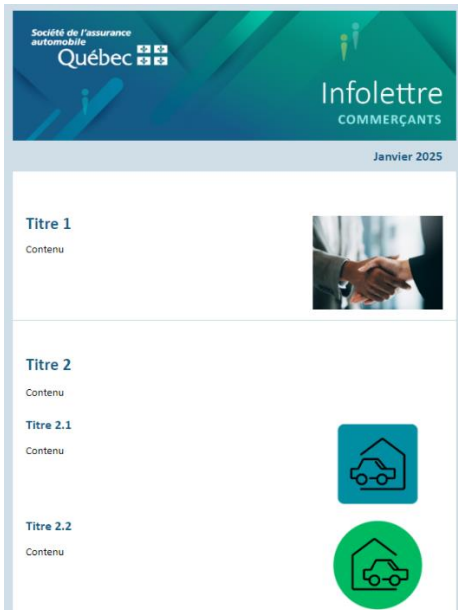 Société de l'assurance
automobile
Québec
Infolettre
COMMERÇANTS
Janvier 2025
Titre 1
Contenu
Titre 2
Contenu
Titre 2.1
Contenu
Titre 2.2
Contenu